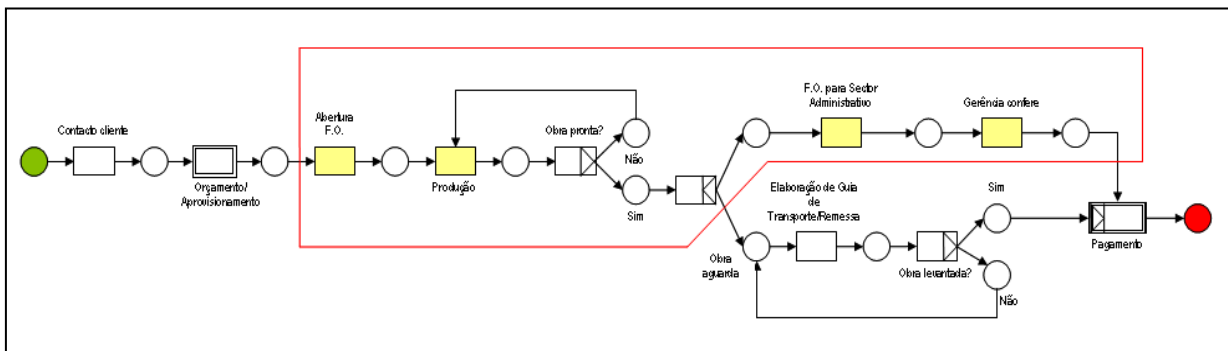 Contacto cliente
Orçamento/
Aprovisionamento
Abertura
F.O.
Produção
Obra pronta?
Não
Sim
F.O. para Sector
Administrativo
Gerência confere
Obra
aguarda
Elaboração de Guia
de
Transporte/Remessa
Obra levantada?
Sim
Não
Pagamento